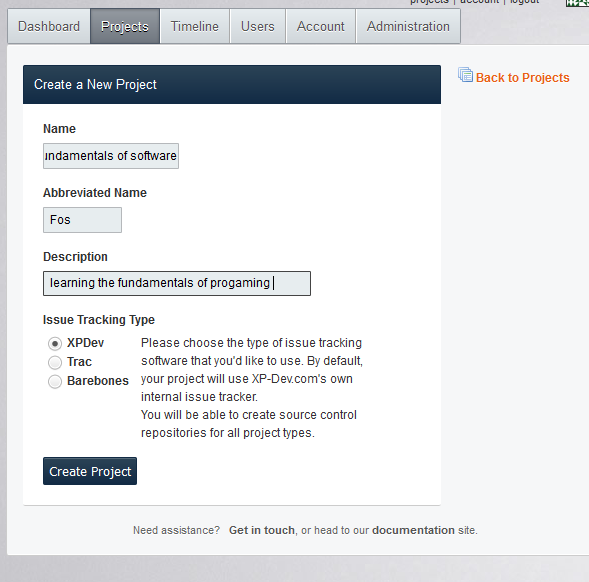 projects | account | logout
Dashboard Projects Timeline Users Account Administration
Create a New Project
Back to Projects
Name
undamentals of software
Abbreviated Name
Fos
Description
learning the fundamentals of progaming
Issue Tracking Type
XPDev
Trac
Barebones
Please choose the type of issue tracking
software that you'd like to use. By default,
your project will use XP-Dev.com's own
internal issue tracker.
You will be able to create source control
repositories for all project types.
Create Project
Need assistance? Get in touch, or head to our documentation site.